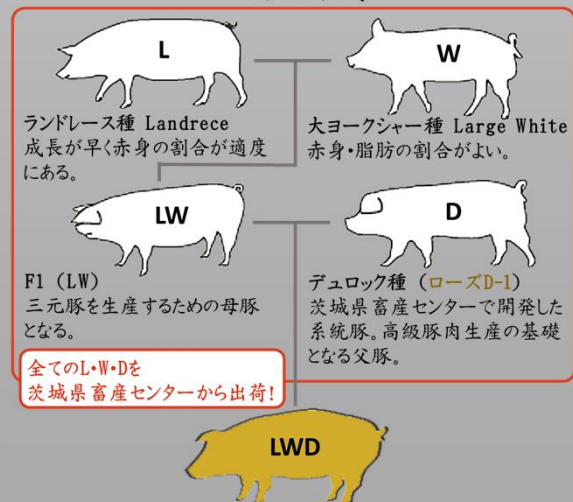 L
W
ランドレース種 Landrece
成長が早く赤身の割合が適度
にある。
大ヨークシャー種 Large White
赤身・脂肪の割合がよい。
LW
D
F1 (LW)
三元豚を生産するための母豚
となる。
デュロック種 (ローズD-1)
茨城県畜産センターで開発した
系統豚。高級豚肉生産の基礎
となる父豚。
全てのL・W・Dを
茨城県畜産センターから出荷!
LWD